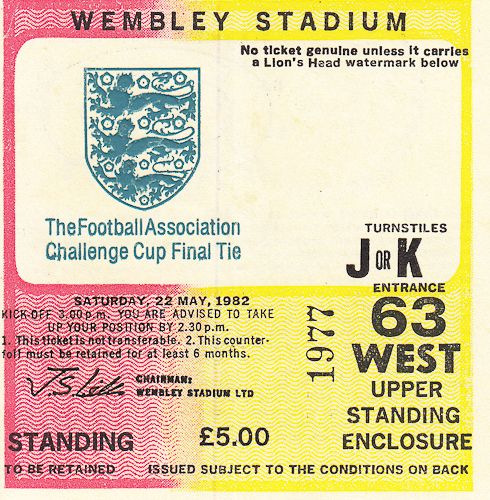 WEMBLEY STADIUM
No ticket genuine unless it carries
a Lion's Head watermark below
The Football Association
Challenge Cup Final Tie
TURNSTILES
J OR K
ENTRANCE
63
WEST
UPPER
STANDING
ENCLOSURE
1977
SATURDAY, 22 MAY, 1982
KICK-OFF 3.00 p.m. YOU ARE ADVISED TO TAKE
UP YOUR POSITION BY 2.30 p.m.
1. This ticket is not transferable. 2. This counter-
foil must be retained for at least 6 months.
CHAIRMAN:
WEMBLEY STADIUM LTD
STANDING
£5.00
TO BE RETAINED
ISSUED SUBJECT TO THE CONDITIONS ON BACK